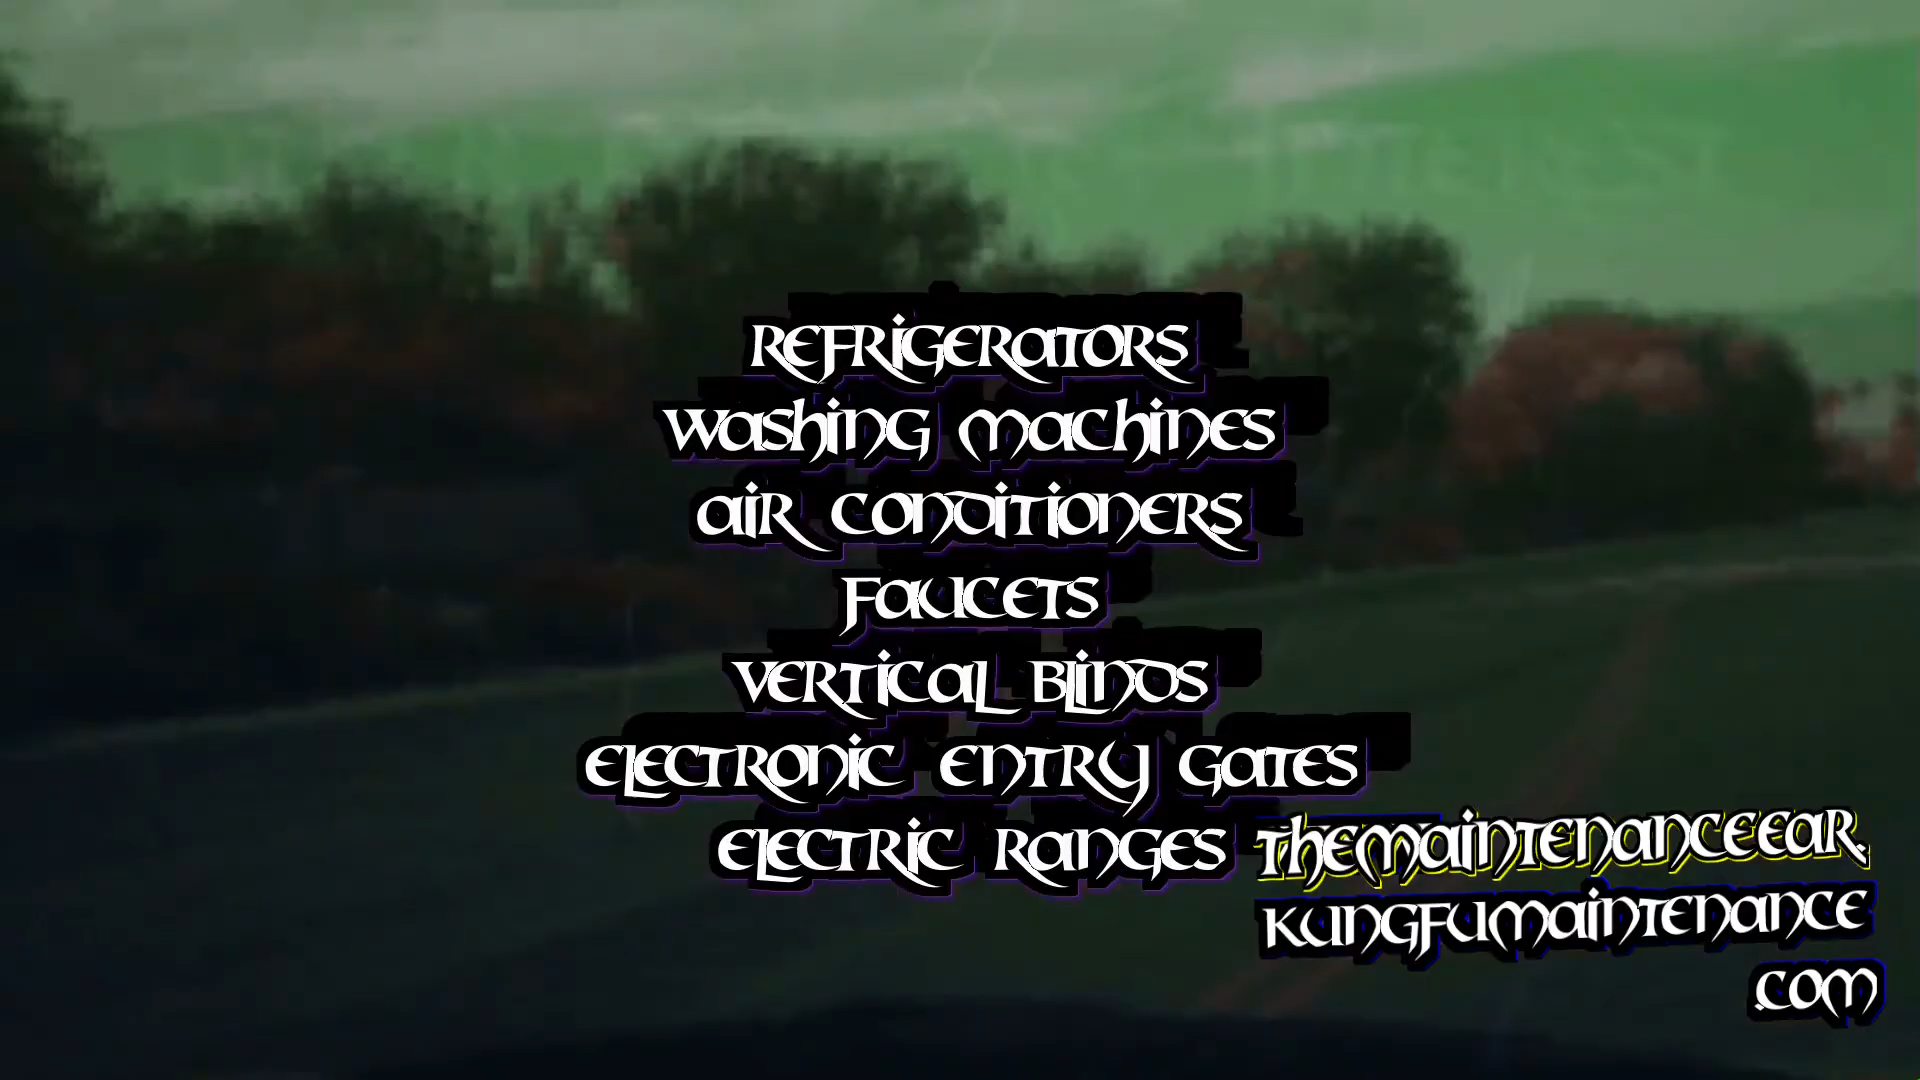 Refrigerators
Washing Machines
Air Conditioners
Faucets
Vertical Blinds
Electronic Entry Gates
Electric Ranges
TheMaintenanceEar.
KungFuMaintenance
.com